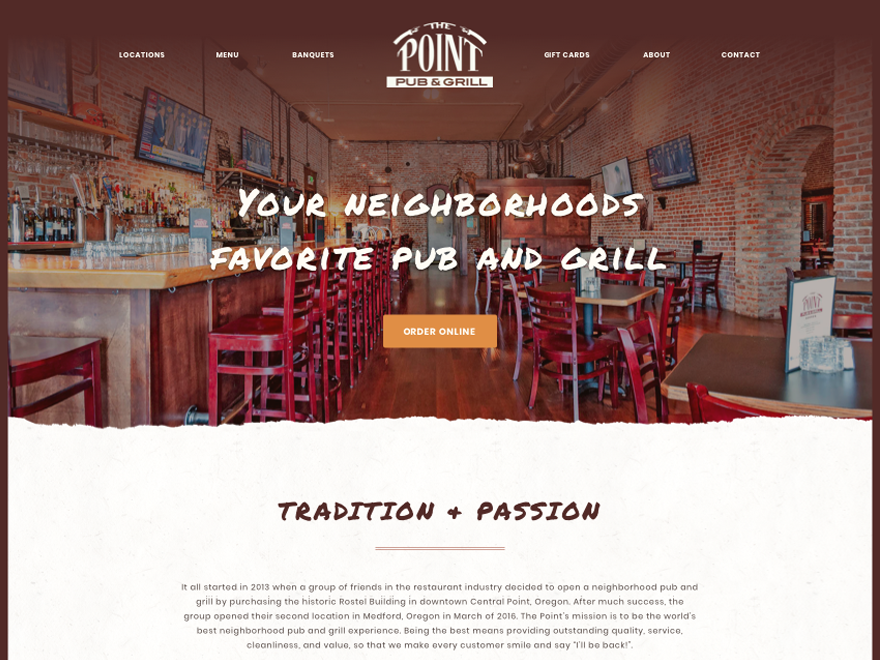 THE
POINT
PUB & GRILL
LOCATIONS
MENU
BANQUETS
GIFT CARDS
ABOUT
CONTACT
YOUR NEIGHBORHOODS
FAVORITE PUB AND GRILL
ORDER ONLINE
POINT
TRADITION + PASSION
It all started in 2013 when a group of friends in the restaurant industry decided to open a neighborhood pub and
grill by purchasing the historic Rostel Building in downtown Central Point, Oregon. After much success, the
group opened their second location in Medford, Oregon in March of 2016. The Point's mission is to be the world's
best neighborhood pub and grill experience. Being the best means providing outstanding quality, service,
cleanliness, and value, so that we make every customer smile and say "I'll be back!".